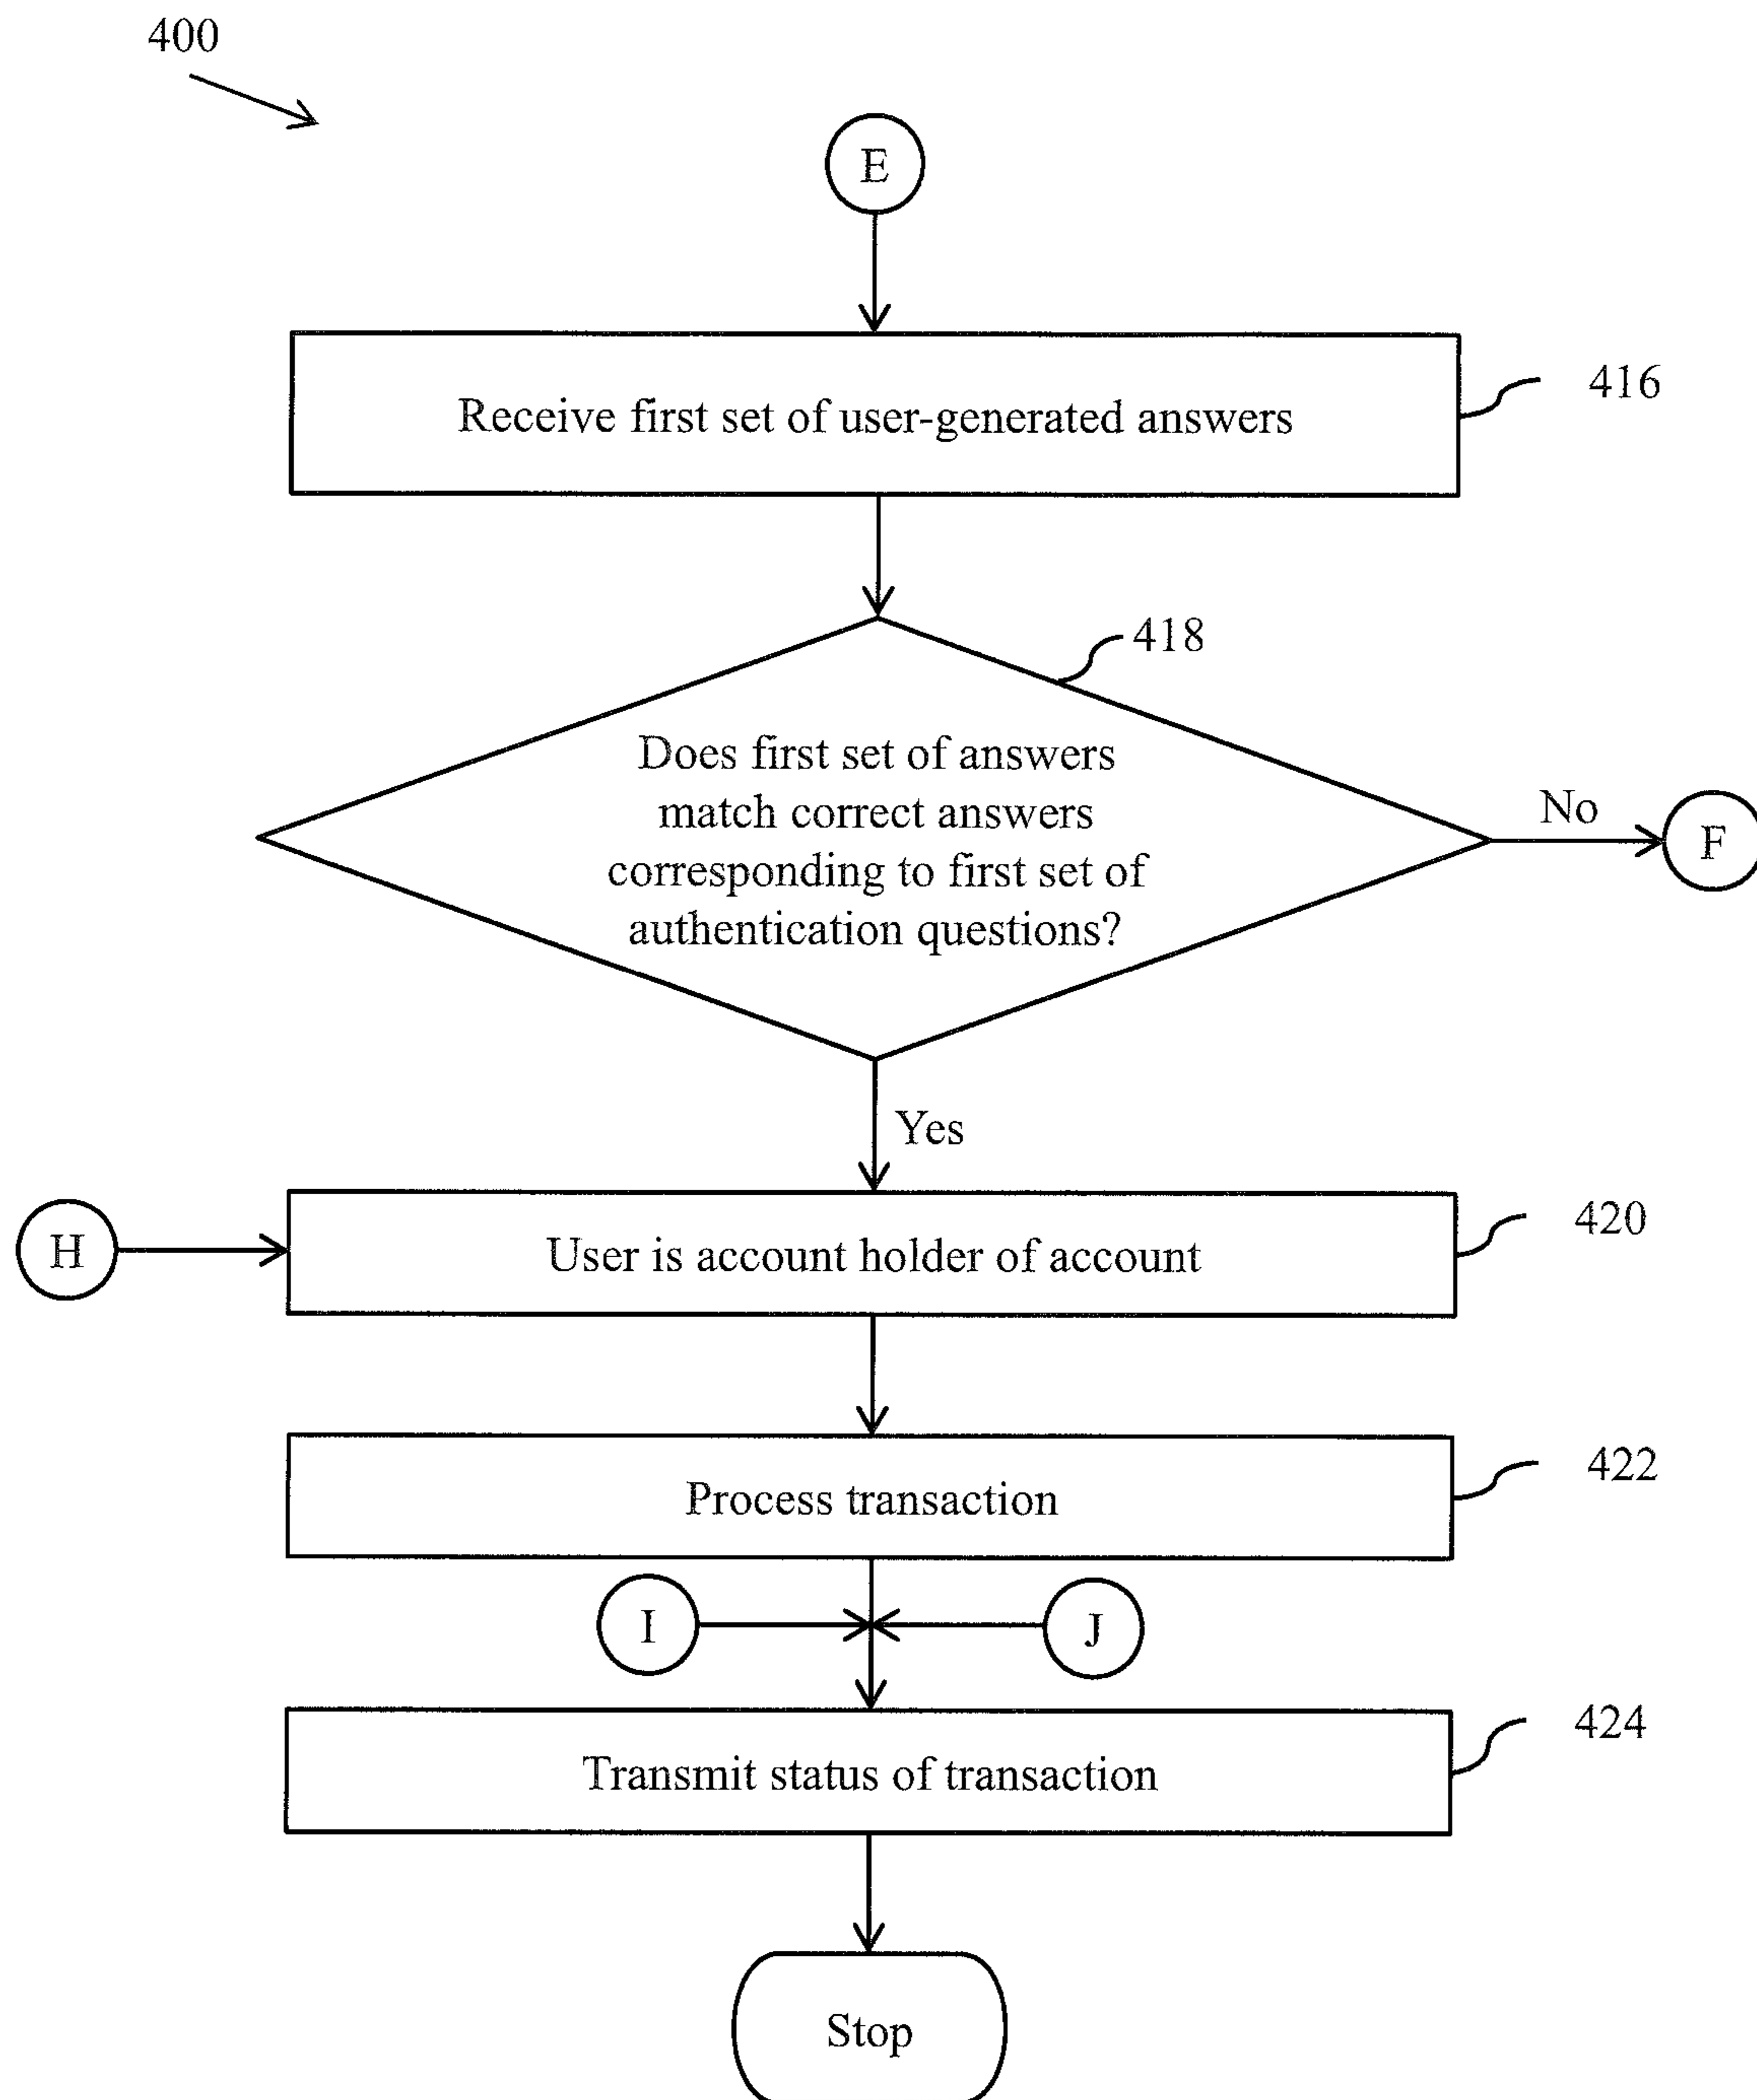 400
E
Receive first set of user-generated answers
416
418
Does first set of answers
match correct answers
corresponding to first set of
authentication questions?
No
F
Yes
H
User is account holder of account
420
Process transaction
422
I
J
Transmit status of transaction
424
Stop